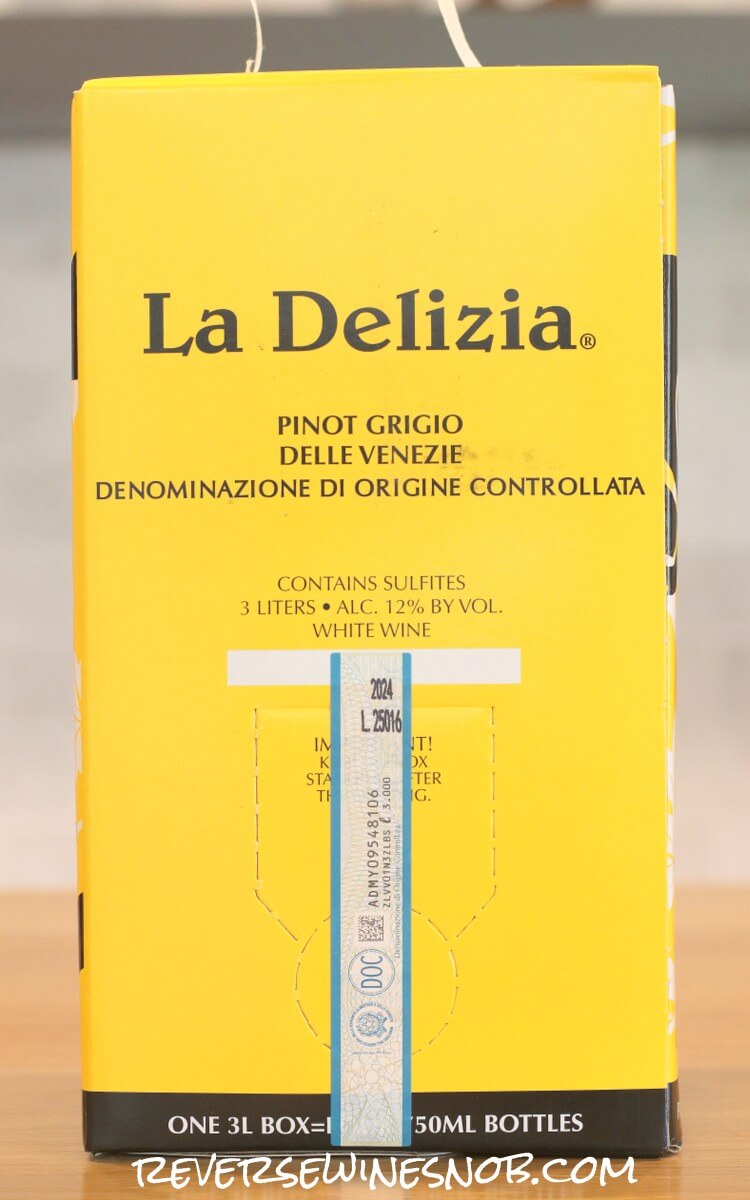 La Delizia®
PINOT GRIGIO
DELLE VENEZIE
DENOMINAZIONE DI ORIGINE CONTROLLATA
CONTAINS SULFITES
3 LITERS • ALC. 12% BY VOL.
WHITE WINE
2024
L.25016
ADMY09548106
ZLVVO1N3ZLBS ℓ 3.000
Denominazione di Origine Controllata
DOC
ONE 3L BOX= 750ML BOTTLES
REVERSEWINESNOB.COM